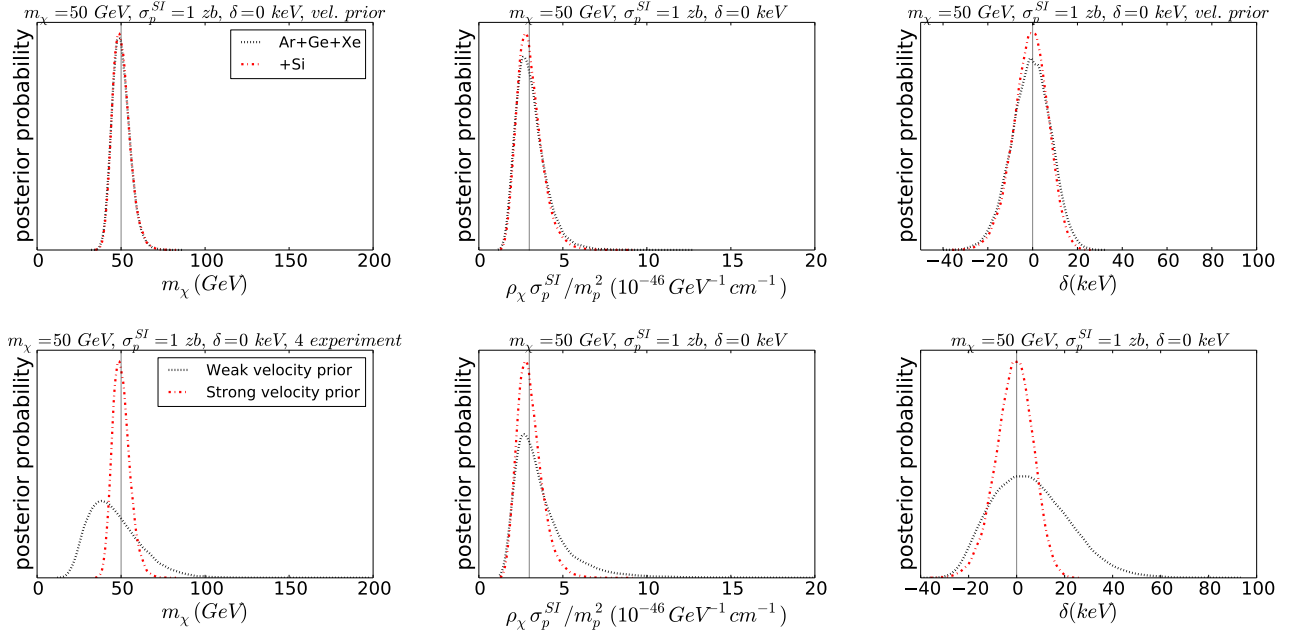 m_χ = 50 GeV, σ_p^SI = 1 zb, δ = 0 keV, vel. prior
posterior probability
Ar+Ge+Xe
+Si
0 50 100 150 200
m_χ (GeV)
m_χ = 50 GeV, σ_p^SI = 1 zb, δ = 0 keV
posterior probability
0 5 10 15 20
ρ_χ σ_p^SI / m_p^2 (10^−46 GeV^−1 cm^−1)
m_χ = 50 GeV, σ_p^SI = 1 zb, δ = 0 keV, vel. prior
posterior probability
−40 −20 0 20 40 60 80 100
δ(keV)
m_χ = 50 GeV, σ_p^SI = 1 zb, δ = 0 keV, 4 experiment
posterior probability
Weak velocity prior
Strong velocity prior
0 50 100 150 200
m_χ (GeV)
m_χ = 50 GeV, σ_p^SI = 1 zb, δ = 0 keV
posterior probability
0 5 10 15 20
ρ_χ σ_p^SI / m_p^2 (10^−46 GeV^−1 cm^−1)
m_χ = 50 GeV, σ_p^SI = 1 zb, δ = 0 keV
posterior probability
−40 −20 0 20 40 60 80 100
δ(keV)